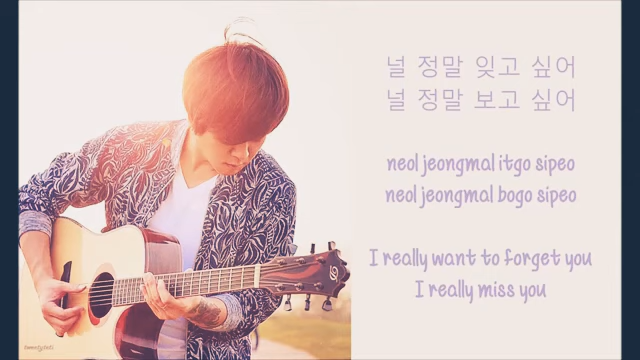 널 정말 잊고 싶어
널 정말 보고 싶어
neol jeongmal itgo sipeo
neol jeongmal bogo sipeo
I really want to forget you
I really miss you